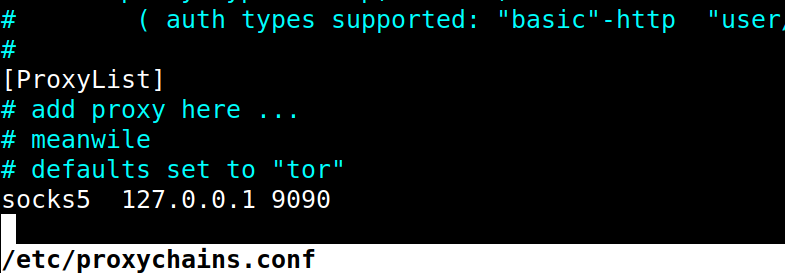 #        ( auth types supported: "basic"-http  "user/
#
[ProxyList]
# add proxy here ...
# meanwile
# defaults set to "tor"
socks5  127.0.0.1 9090
/etc/proxychains.conf